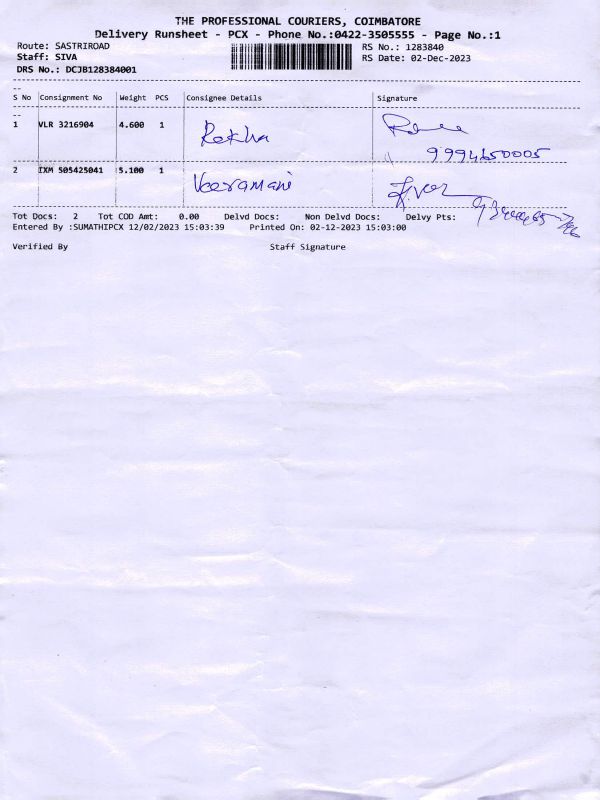 THE PROFESSIONAL COURIERS, COIMBATORE
Delivery Runsheet - PCX - Phone No.:0422-3505555 - Page No.:1
Route: SASTRIROAD RS No.: 1283840
Staff: SIVA RS Date: 02-Dec-2023
DRS No.: DCJB128384001
S No Consignment No Weight PCS Consignee Details Signature
1 VLR 3216904 4.600 1 Rekha
9994650005
2 IXM 505425041 5.100 1 Veeramani
Tot Docs: 2 Tot COD Amt: 0.00 Delvd Docs: Non Delvd Docs: Delvy Pts:
Entered By :SUMATHIPCX 12/02/2023 15:03:39 Printed On: 02-12-2023 15:03:00
Verified By Staff Signature